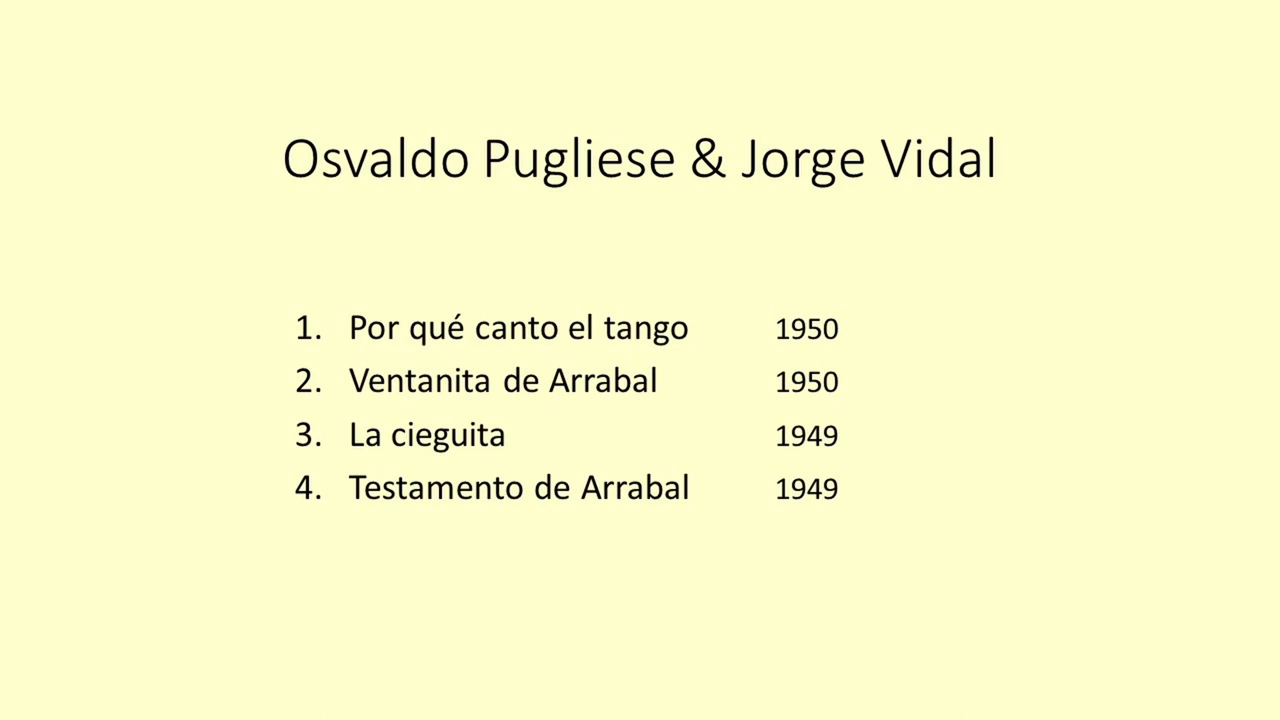 Osvaldo Pugliese & Jorge Vidal
1. Por qué canto el tango 1950
2. Ventanita de Arrabal 1950
3. La cieguita 1949
4. Testamento de Arrabal 1949